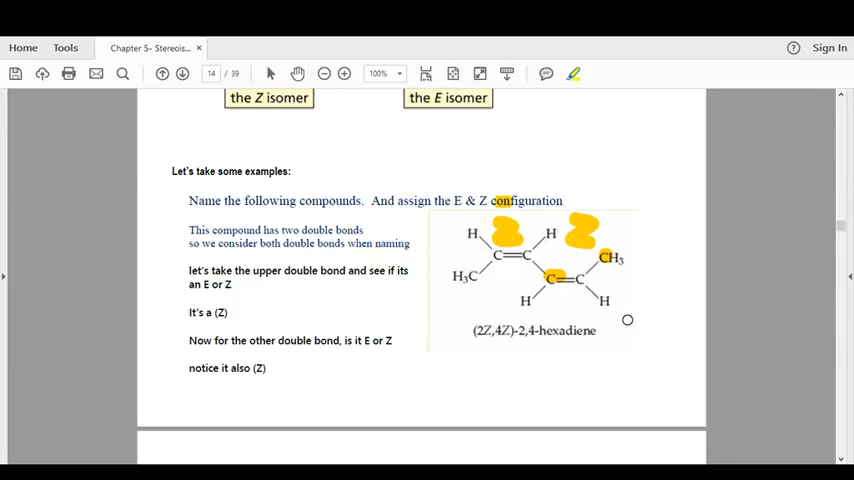 Home Tools Chapter 5- Stereois... × ? Sign In
14 / 39 100%
the Z isomer the E isomer
Let's take some examples:
Name the following compounds. And assign the E & Z configuration
This compound has two double bonds
so we consider both double bonds when naming
let's take the upper double bond and see if its
an E or Z
It's a (Z)
Now for the other double bond, is it E or Z
notice it also (Z)
H H
C=C CH3
H3C C=C
H H
(2Z,4Z)-2,4-hexadiene